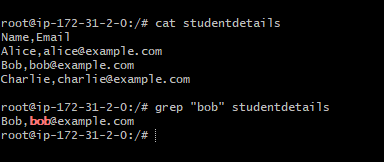 root@ip-172-31-2-0:/# cat studentdetails
Name,Email
Alice,alice@example.com
Bob,bob@example.com
Charlie,charlie@example.com
root@ip-172-31-2-0:/# grep "bob" studentdetails
Bob,bob@example.com
root@ip-172-31-2-0:/#